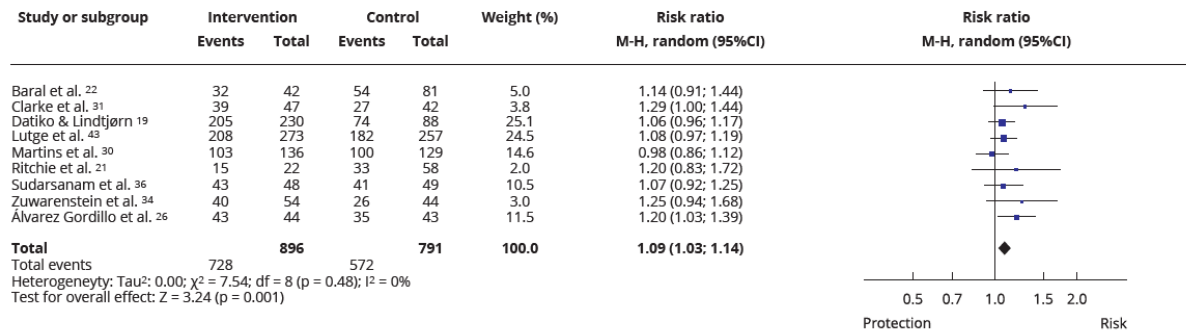 Study or subgroup Intervention Control Weight (%) Risk ratio Risk ratio
Events Total Events Total M-H, random (95%CI) M-H, random (95%CI)
Baral et al. 22 32 42 54 81 5.0 1.14 (0.91; 1.44)
Clarke et al. 31 39 47 27 42 3.8 1.29 (1.00; 1.44)
Datiko & Lindtjørn 19 205 230 74 88 25.1 1.06 (0.96; 1.17)
Lutge et al. 43 208 273 182 257 24.5 1.08 (0.97; 1.19)
Martins et al. 30 103 136 100 129 14.6 0.98 (0.86; 1.12)
Ritchie et al. 21 15 22 33 58 2.0 1.20 (0.83; 1.72)
Sudarsanam et al. 36 43 48 41 49 10.5 1.07 (0.92; 1.25)
Zuwarenstein et al. 34 40 54 26 44 3.0 1.25 (0.94; 1.68)
Álvarez Gordillo et al. 26 43 44 35 43 11.5 1.20 (1.03; 1.39)
Total 896 791 100.0 1.09 (1.03; 1.14)
Total events 728 572
Heterogeneyty: Tau²: 0.00; χ² = 7.54; df = 8 (p = 0.48); I² = 0%
Test for overall effect: Z = 3.24 (p = 0.001)
0.5 0.7 1.0 1.5 2.0
Protection Risk